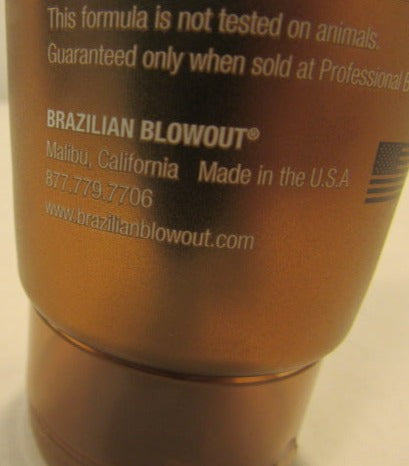 This formula is not tested on animals.
Guaranteed only when sold at Professional
BRAZILIAN BLOWOUT®
Malibu, California Made in the U.S.A
877.779.7706
www.brazilianblowout.com